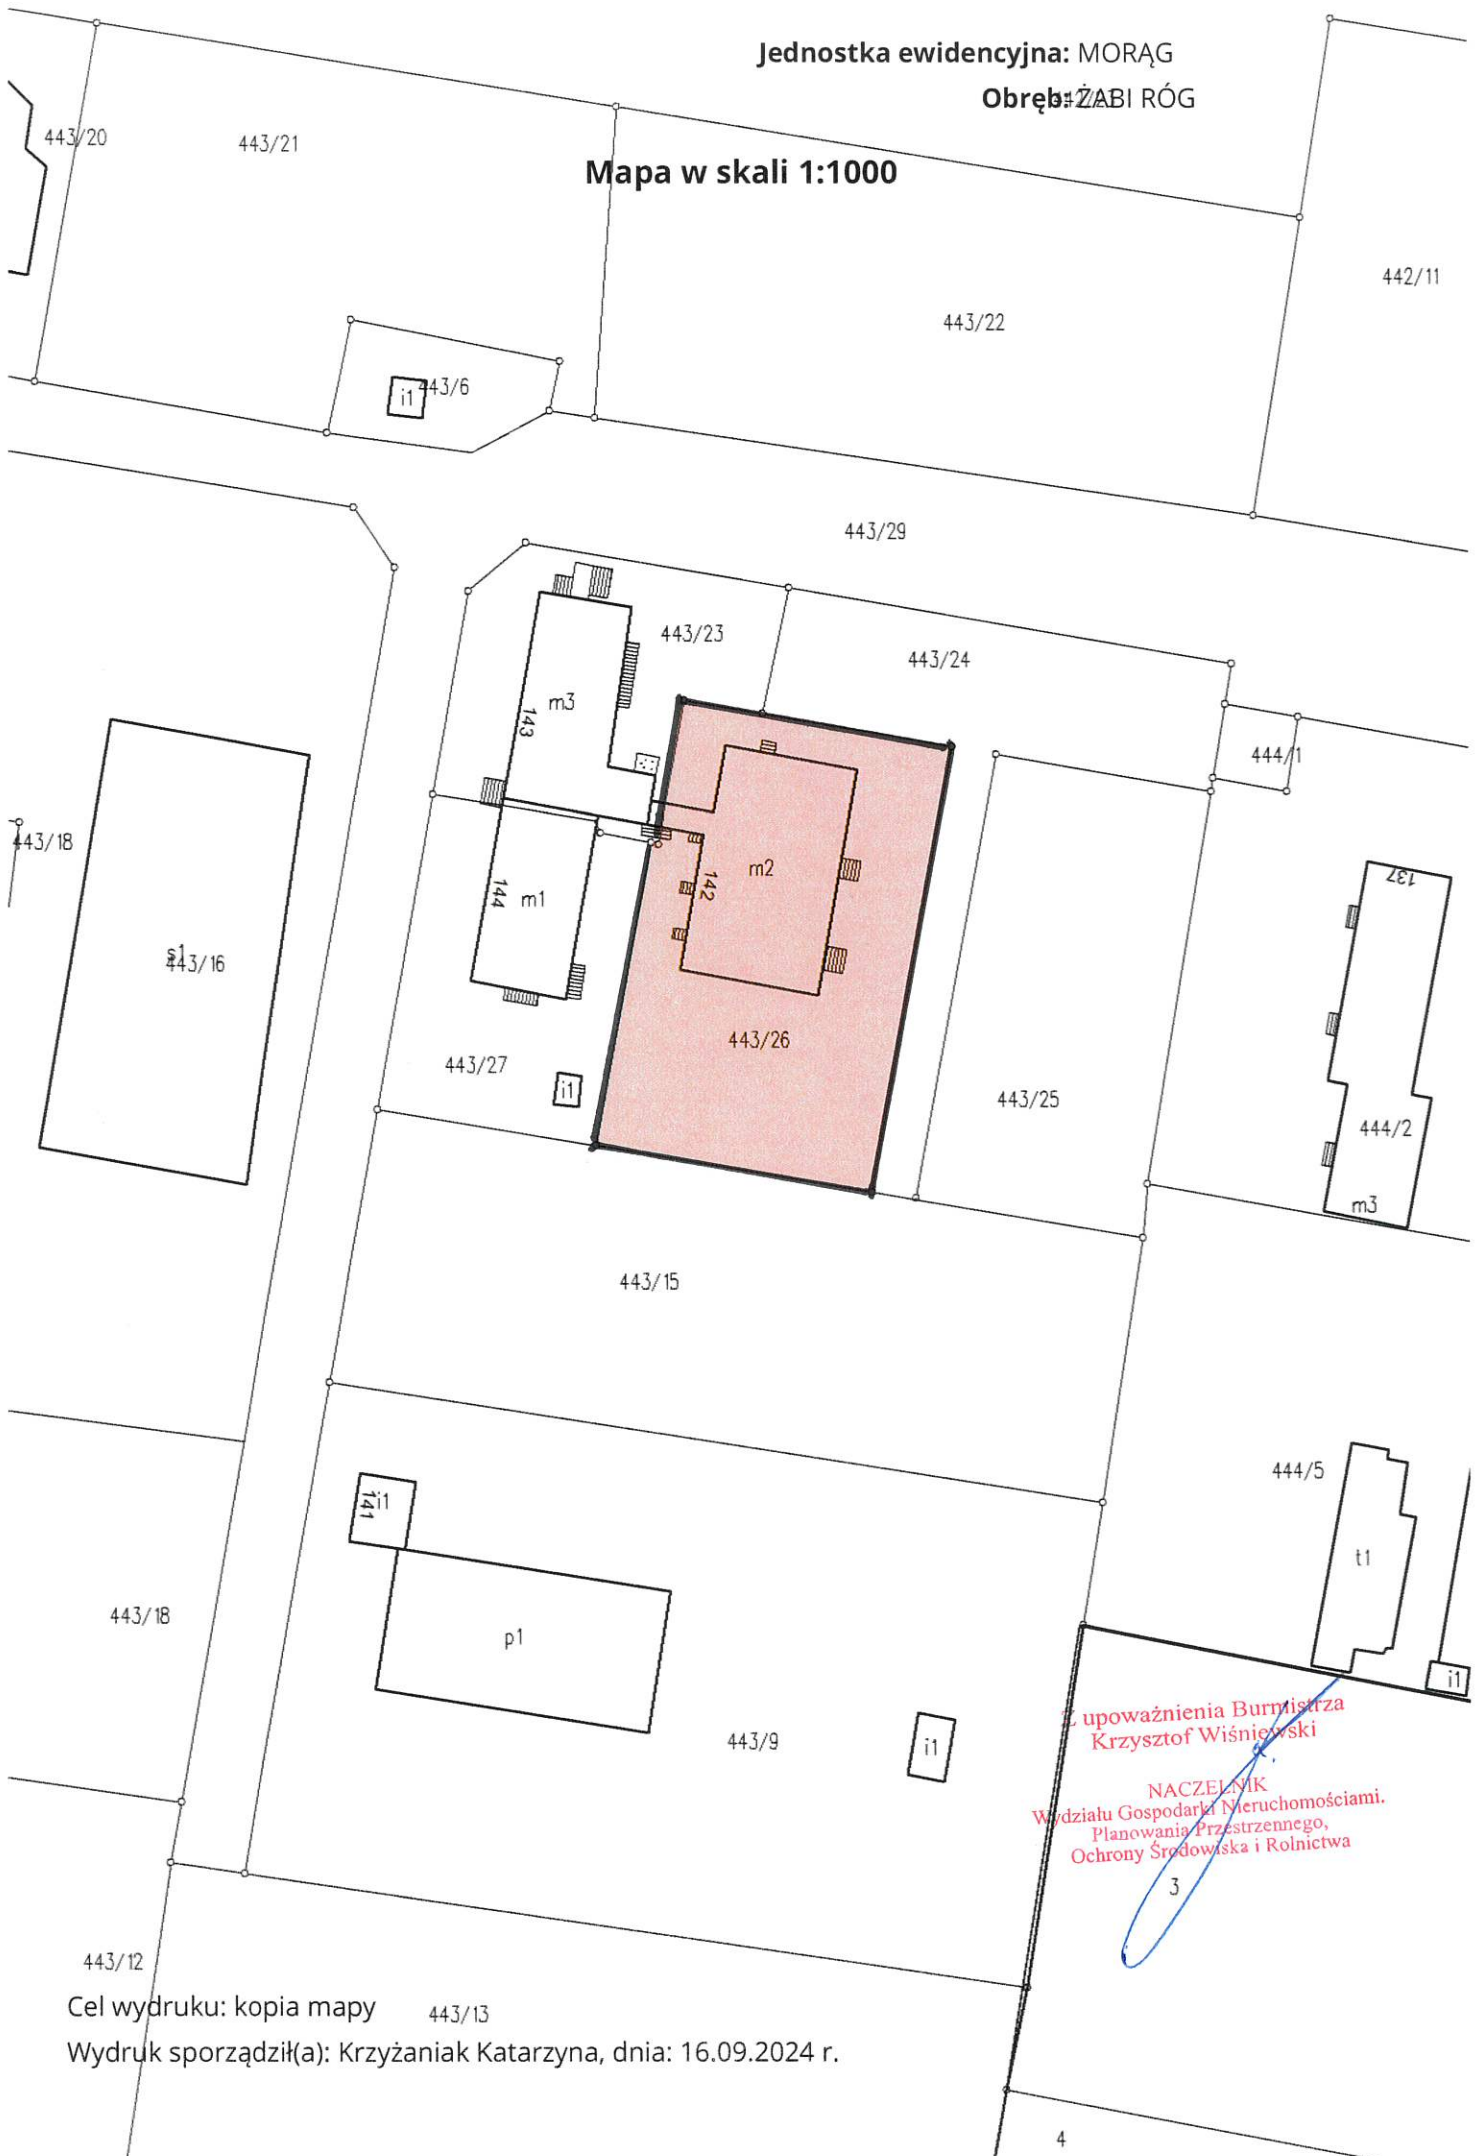 Jednostka ewidencyjna: MORĄG
Obręb: ŻABI RÓG
Mapa w skali 1:1000
443/20
443/21
442/11
443/22
443/6
i1
443/29
443/23
443/24
m3
143
444/1
443/18
m2
142
137
144
m1
s1
443/16
443/26
443/27
i1
443/25
444/2
m3
443/15
444/5
i1
141
t1
443/18
p1
i1
443/9
i1
Z upoważnienia Burmistrza
Krzysztof Wiśniewski
NACZELNIK
Wydziału Gospodarki Nieruchomościami,
Planowania Przestrzennego,
Ochrony Środowiska i Rolnictwa
3
443/12
Cel wydruku: kopia mapy
443/13
Wydruk sporządził(a): Krzyżaniak Katarzyna, dnia: 16.09.2024 r.
4